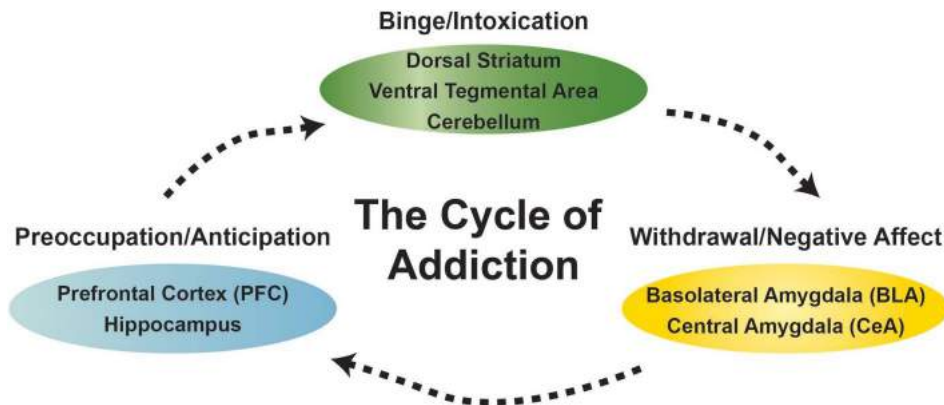 Binge/Intoxication
Dorsal Striatum
Ventral Tegmental Area
Cerebellum
The Cycle of
Addiction
Preoccupation/Anticipation
Prefrontal Cortex (PFC)
Hippocampus
Withdrawal/Negative Affect
Basolateral Amygdala (BLA)
Central Amygdala (CeA)